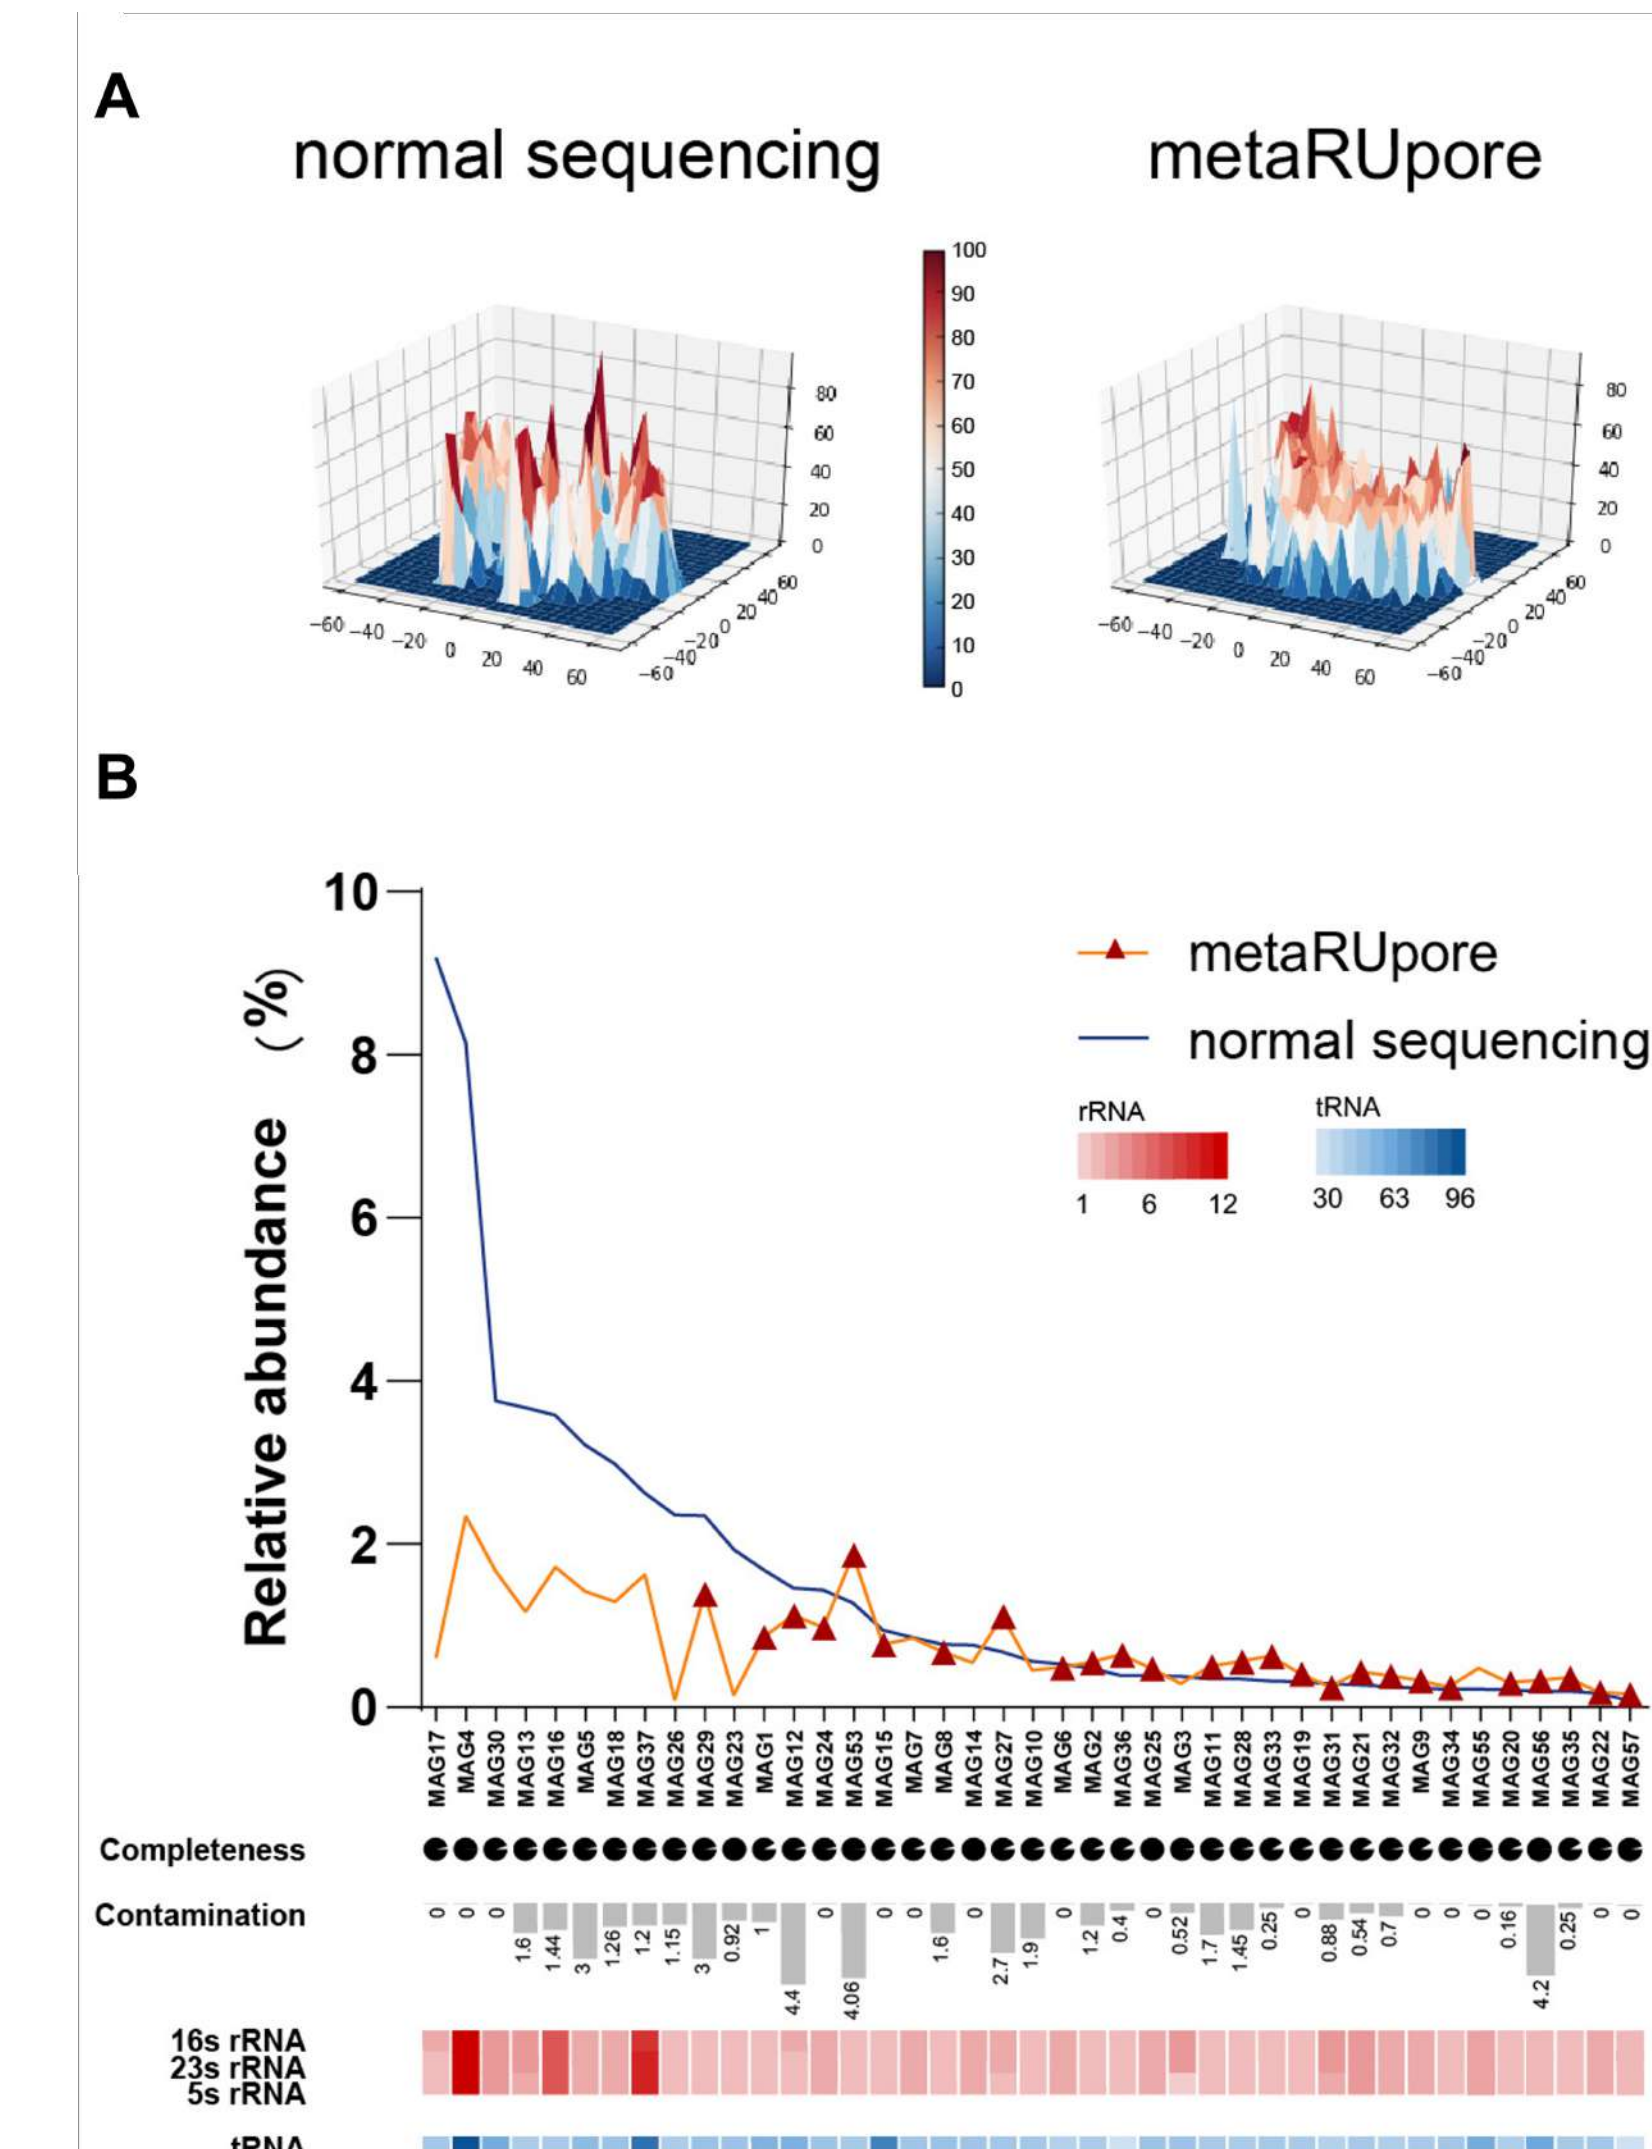 A
normal sequencing
metaRUpore
100
90
80
70
60
50
40
30
20
10
0
80
60
40
20
0
−60 −40 −20 0 20 40 60
−60 −40 −20 0 20 40 60
80
60
40
20
0
−60 −40 −20 0 20 40 60
−60 −40 −20 0 20 40 60
B
Relative abundance (%)
10
8
6
4
2
0
metaRUpore
normal sequencing
rRNA
1 6 12
tRNA
30 63 96
MAG17 MAG4 MAG30 MAG13 MAG16 MAG5 MAG18 MAG37 MAG26 MAG29 MAG23 MAG1 MAG12 MAG24 MAG53 MAG15 MAG7 MAG8 MAG14 MAG27 MAG10 MAG6 MAG2 MAG36 MAG25 MAG3 MAG11 MAG28 MAG33 MAG19 MAG31 MAG21 MAG32 MAG9 MAG34 MAG55 MAG20 MAG56 MAG35 MAG22 MAG57
Completeness
Contamination
0 0 0 1.6 1.44 3 1.26 1.2 1.15 3 0.92 1 4.4 0 4.06 0 0 1.6 0 2.7 1.9 0 1.2 0.4 0 0.52 1.7 1.45 0.25 0 0.88 0.54 0.7 0 0 0 0.16 4.2 0.25 0 0
16s rRNA
23s rRNA
5s rRNA
tRNA